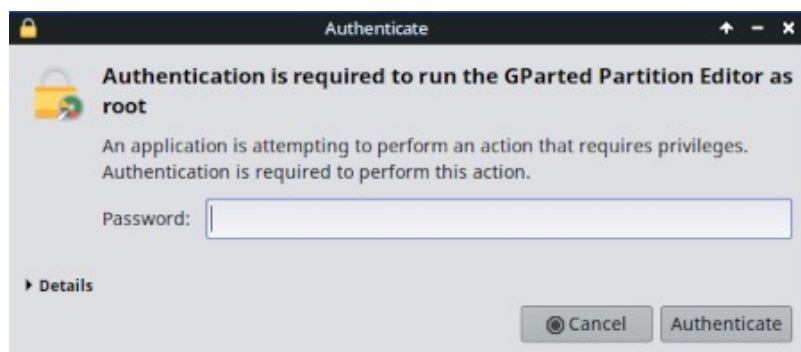 Authenticate
Authentication is required to run the GParted Partition Editor as
root
An application is attempting to perform an action that requires privileges.
Authentication is required to perform this action.
Password:
Details
Cancel
Authenticate